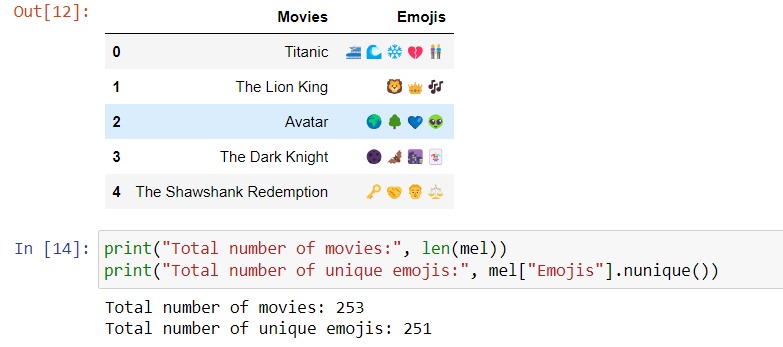 Out[12]:
Movies Emojis
0 Titanic 🚢 🌊 ❄️ 💔 👫
1 The Lion King 🦁 👑 🎶
2 Avatar 🌍 🌳 💙 👽
3 The Dark Knight 🌑 🦇 🌃 🃏
4 The Shawshank Redemption 🔑 🤝 👴 ⚖️
In [14]: print("Total number of movies:", len(mel))
print("Total number of unique emojis:", mel["Emojis"].nunique())
Total number of movies: 253
Total number of unique emojis: 251